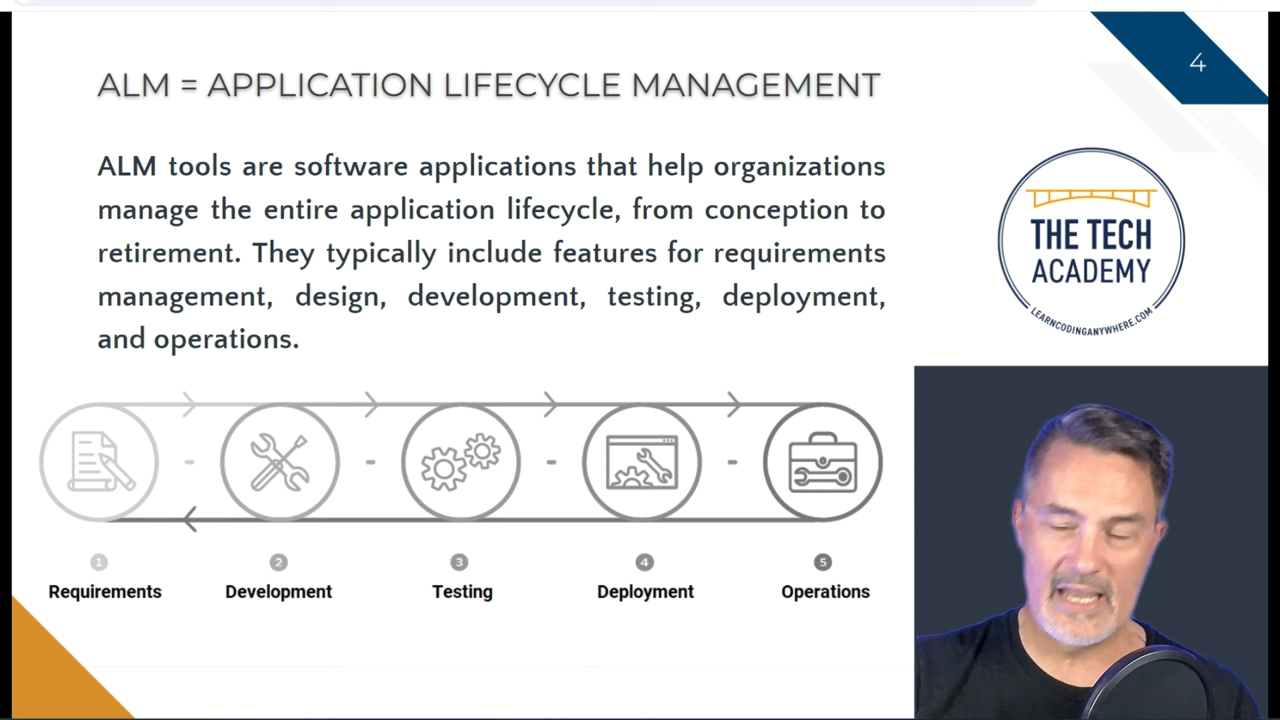 4
ALM = APPLICATION LIFECYCLE MANAGEMENT
ALM tools are software applications that help organizations
manage the entire application lifecycle, from conception to
retirement. They typically include features for requirements
management, design, development, testing, deployment,
and operations.
THE TECH
ACADEMY
LEARNCODINGANYWHERE.COM
1
2
3
4
5
Requirements
Development
Testing
Deployment
Operations